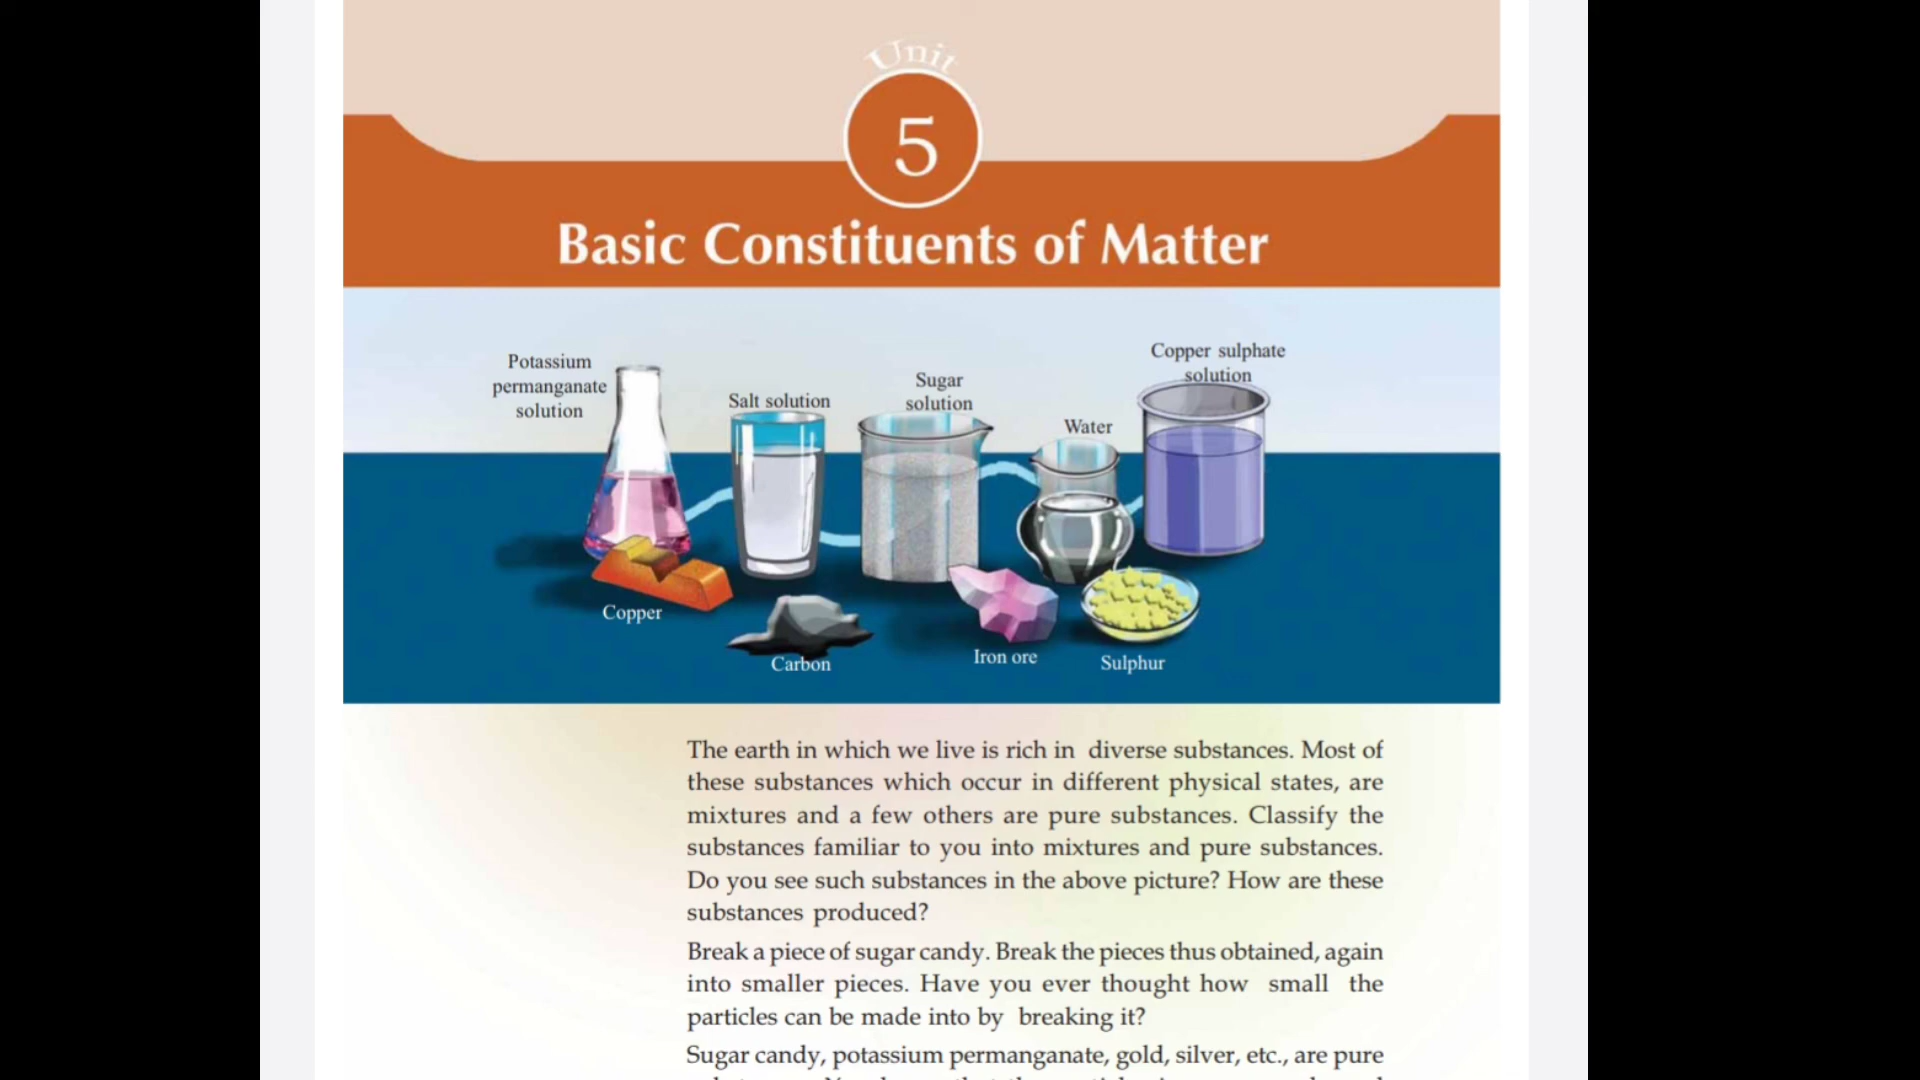 Unit
5
Basic Constituents of Matter
Potassium
permanganate
solution
Salt solution
Sugar
solution
Water
Copper sulphate
solution
Copper
Carbon
Iron ore
Sulphur
The earth in which we live is rich in diverse substances. Most of
these substances which occur in different physical states, are
mixtures and a few others are pure substances. Classify the
substances familiar to you into mixtures and pure substances.
Do you see such substances in the above picture? How are these
substances produced?
Break a piece of sugar candy. Break the pieces thus obtained, again
into smaller pieces. Have you ever thought how small the
particles can be made into by breaking it?
Sugar candy, potassium permanganate, gold, silver, etc., are pure